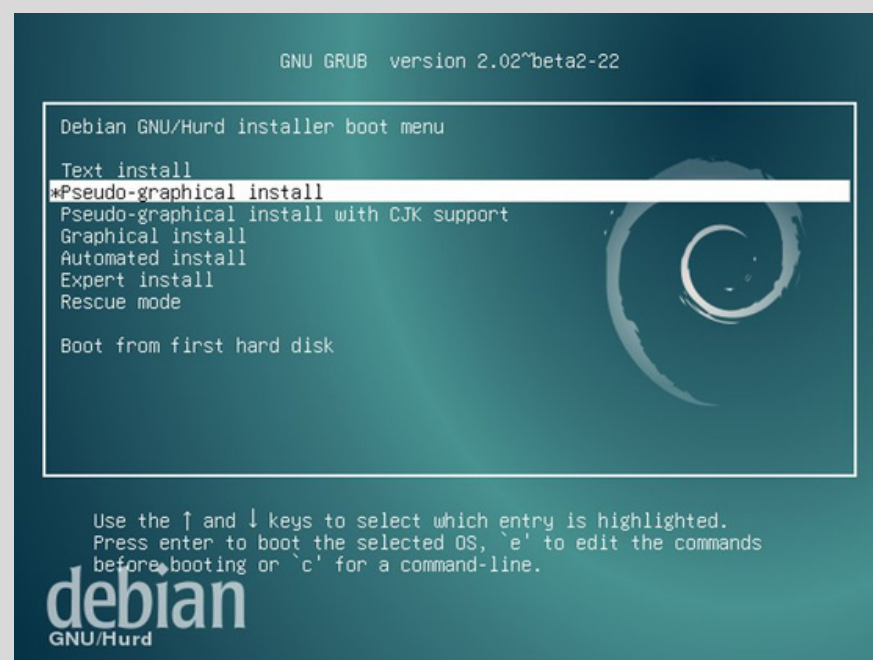 GNU GRUB version 2.02~beta2-22
Debian GNU/Hurd installer boot menu
Text install
*Pseudo-graphical install
Pseudo-graphical install with CJK support
Graphical install
Automated install
Expert install
Rescue mode
Boot from first hard disk
Use the ↑ and ↓ keys to select which entry is highlighted.
Press enter to boot the selected OS, `e' to edit the commands
before booting or `c' for a command-line.
debian
GNU/Hurd